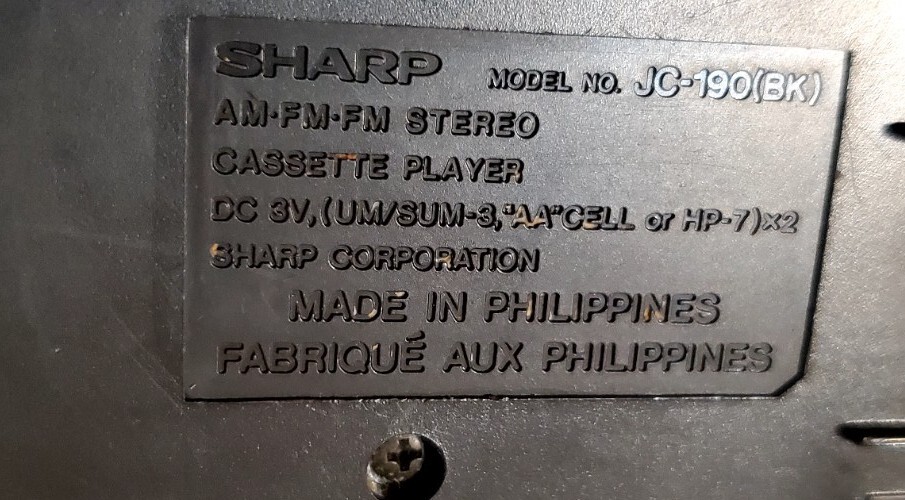 SHARP MODEL NO. JC-190(BK)
AM·FM·FM STEREO
CASSETTE PLAYER
DC 3V,(UM/SUM-3,"AA"CELL or HP-7)×2
SHARP CORPORATION
MADE IN PHILIPPINES
FABRIQUÉ AUX PHILIPPINES